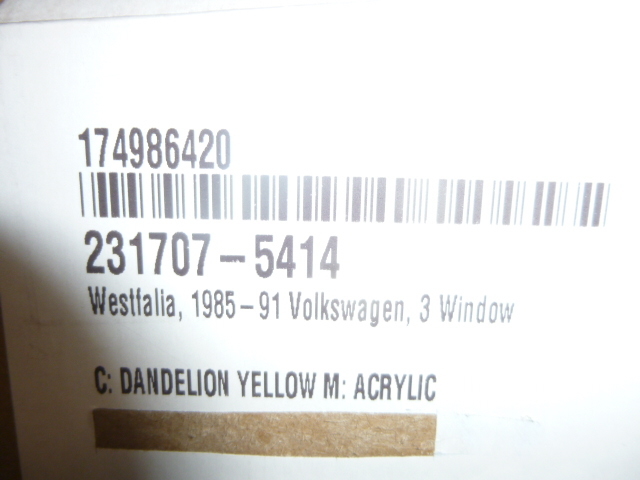 174986420
231707-5414
Westfalia, 1985-91 Volkswagen, 3 Window
C: DANDELION YELLOW M: ACRYLIC